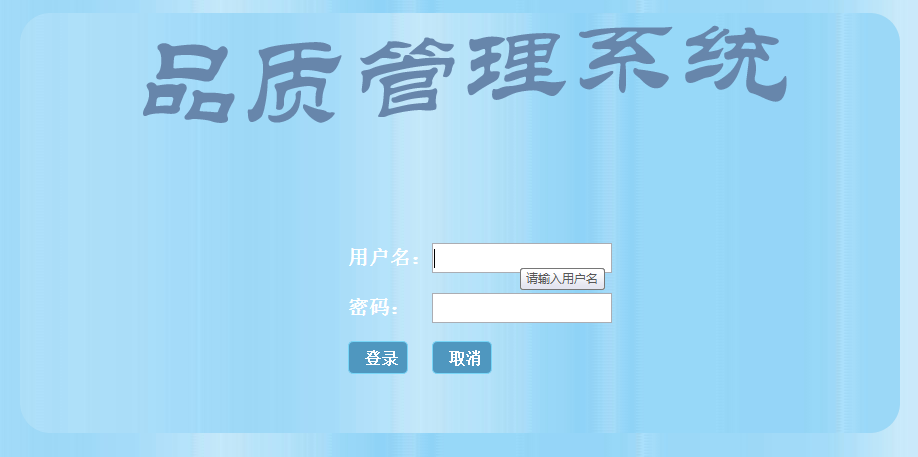 品质管理系统
用户名：
请输入用户名
密码：
登录 取消